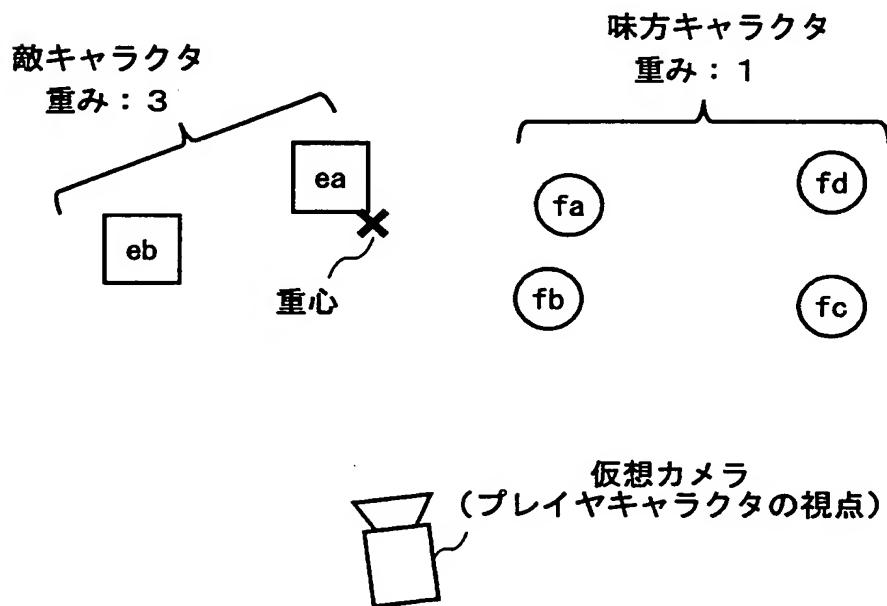 敵キャラクタ
重み：３
味方キャラクタ
重み：１
ea
eb
重心
fa
fd
fb
fc
仮想カメラ
（プレイヤキャラクタの視点）